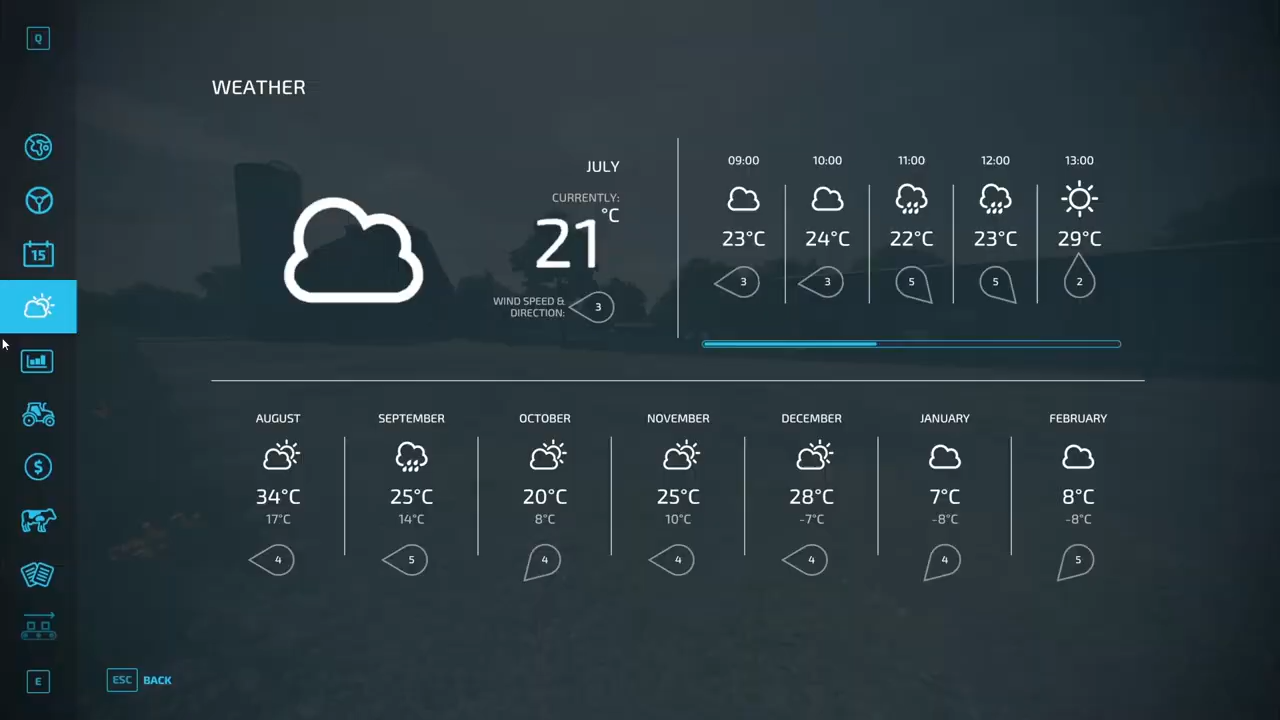 Q
WEATHER
JULY
CURRENTLY:
21°C
WIND SPEED &
DIRECTION:
3
09:00 10:00 11:00 12:00 13:00
23°C 24°C 22°C 23°C 29°C
3 3 5 5 2
15
AUGUST SEPTEMBER OCTOBER NOVEMBER DECEMBER JANUARY FEBRUARY
34°C 25°C 20°C 25°C 28°C 7°C 8°C
17°C 14°C 8°C 10°C -7°C -8°C -8°C
4 5 4 4 4 4 5
$
E
ESC BACK